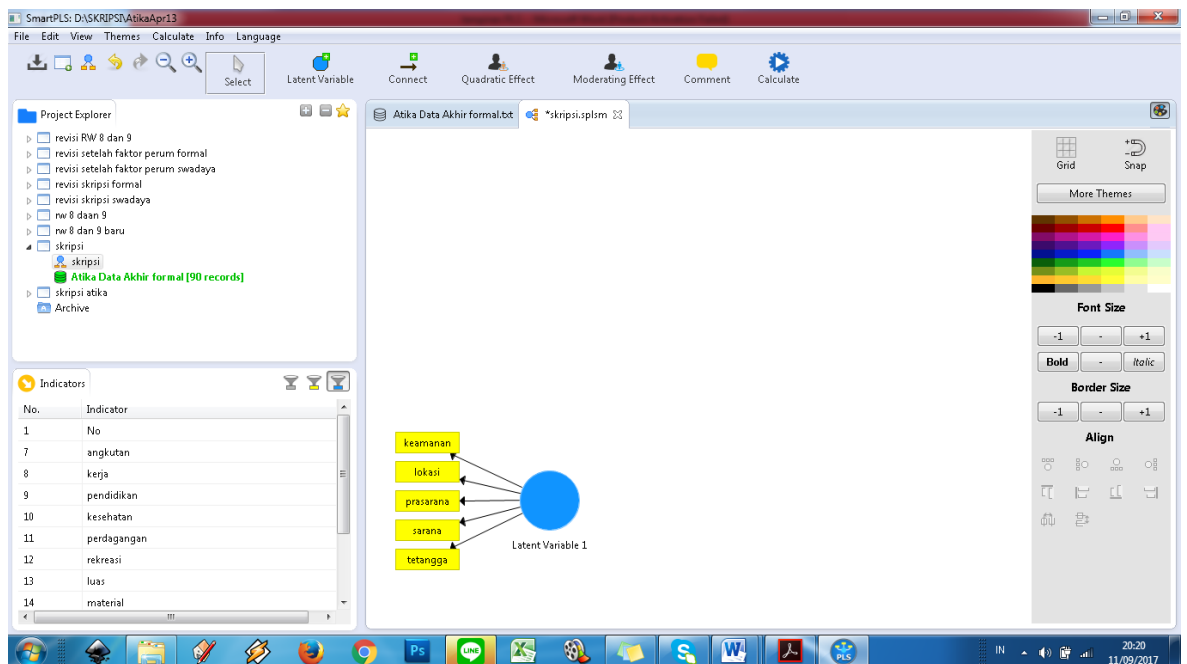 SmartPLS: D:\SKRIPSI\AtikaApr13
File Edit View Themes Calculate Info Language
Select
Latent Variable
Connect
Quadratic Effect
Moderating Effect
Comment
Calculate
Project Explorer
revisi RW 8 dan 9
revisi setelah faktor perum formal
revisi setelah faktor perum swadaya
revisi skripsi formal
revisi skripsi swadaya
rw 8 daan 9
rw 8 dan 9 baru
skripsi
skripsi
Atika Data Akhir formal [90 records]
skripsi atika
Archive
Indicators
No. Indicator
1 No
7 angkutan
8 kerja
9 pendidikan
10 kesehatan
11 perdagangan
12 rekreasi
13 luas
14 material
Atika Data Akhir formal.txt
*skripsi.splsm
keamanan
lokasi
prasarana
sarana
tetangga
Latent Variable 1
Grid
Snap
More Themes
Font Size
-1 - +1
Bold - Italic
Border Size
-1 - +1
Align
Ps
LINE
PLS
IN
20:20
11/09/2017